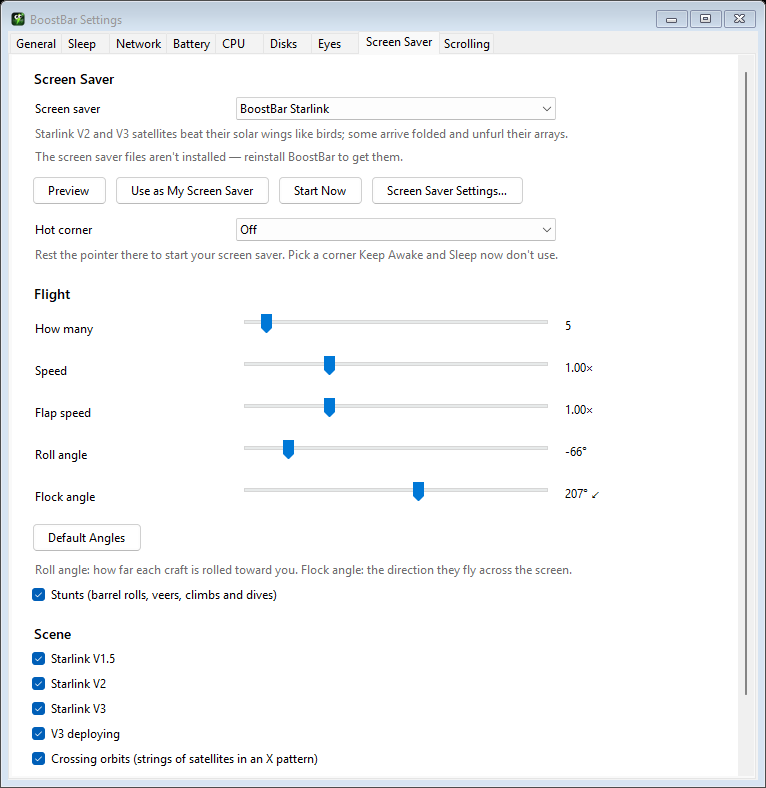 BoostBar Settings
General Sleep Network Battery CPU Disks Eyes Screen Saver Scrolling
Screen Saver
Screen saver BoostBar Starlink
Starlink V2 and V3 satellites beat their solar wings like birds; some arrive folded and unfurl their arrays.
The screen saver files aren't installed — reinstall BoostBar to get them.
Preview Use as My Screen Saver Start Now Screen Saver Settings...
Hot corner Off
Rest the pointer there to start your screen saver. Pick a corner Keep Awake and Sleep now don't use.
Flight
How many 5
Speed 1.00×
Flap speed 1.00×
Roll angle -66°
Flock angle 207° ↙
Default Angles
Roll angle: how far each craft is rolled toward you. Flock angle: the direction they fly across the screen.
Stunts (barrel rolls, veers, climbs and dives)
Scene
Starlink V1.5
Starlink V2
Starlink V3
V3 deploying
Crossing orbits (strings of satellites in an X pattern)